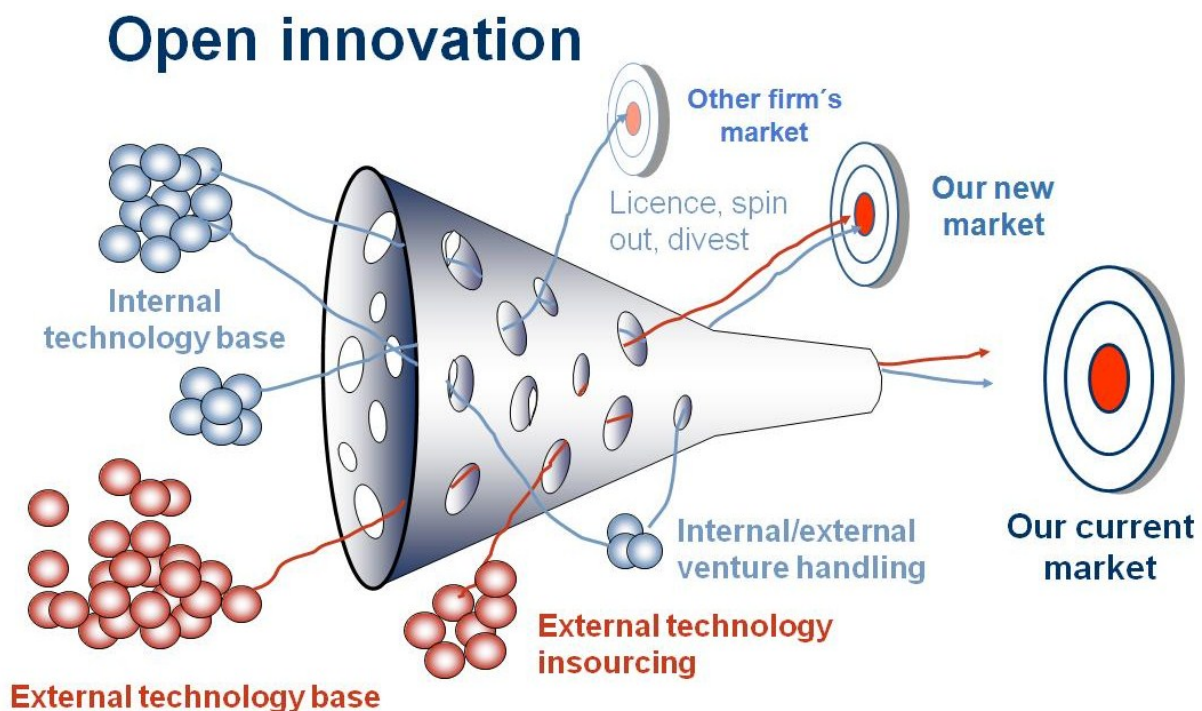 Open innovation
Other firm´s
market
Our new
market
Licence, spin
out, divest
Internal
technology base
Our current
market
Internal/external
venture handling
External technology
insourcing
External technology base